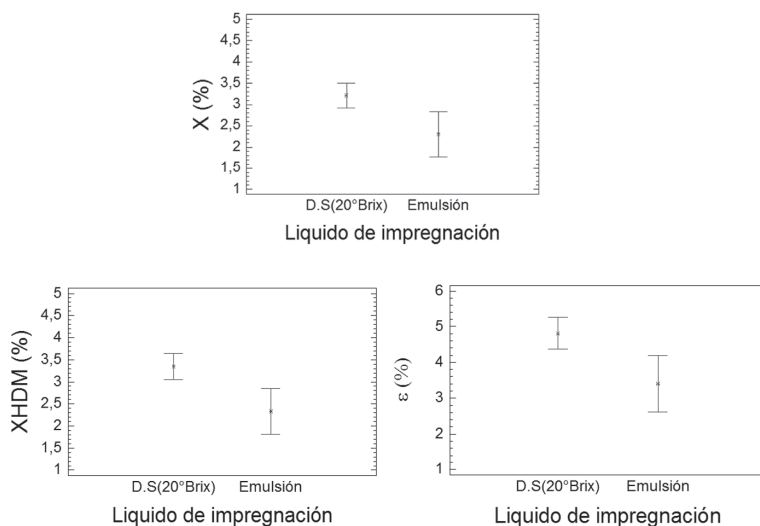 5
4,5
4
3,5
3
2,5
2
1,5
1
X (%)
D.S(20°Brix) Emulsión
Liquido de impregnación
5
4,5
4
3,5
3
2,5
2
1,5
1
XHDM (%)
D.S(20°Brix) Emulsión
Liquido de impregnación
6
5
4
3
2
1
ε (%)
D.S(20°Brix) Emulsión
Liquido de impregnación